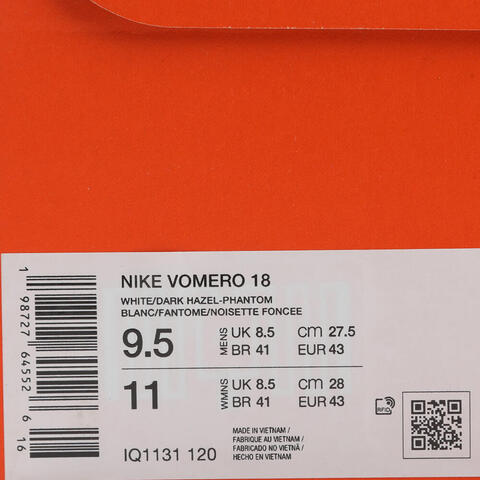 NIKE VOMERO 18
WHITE/DARK HAZEL-PHANTOM
BLANC/FANTOME/NOISETTE FONCEE
9.5 MENS UK 8.5 cm 27.5
BR 41 EUR 43
11 WMNS UK 8.5 cm 28
BR 41 EUR 43
RFID
MADE IN VIETNAM /
FABRIQUE AU VIETNAM /
FABRICADO NO VIETNÃ /
HECHO EN VIETNAM
IQ1131 120
1 98727 64552 6 16